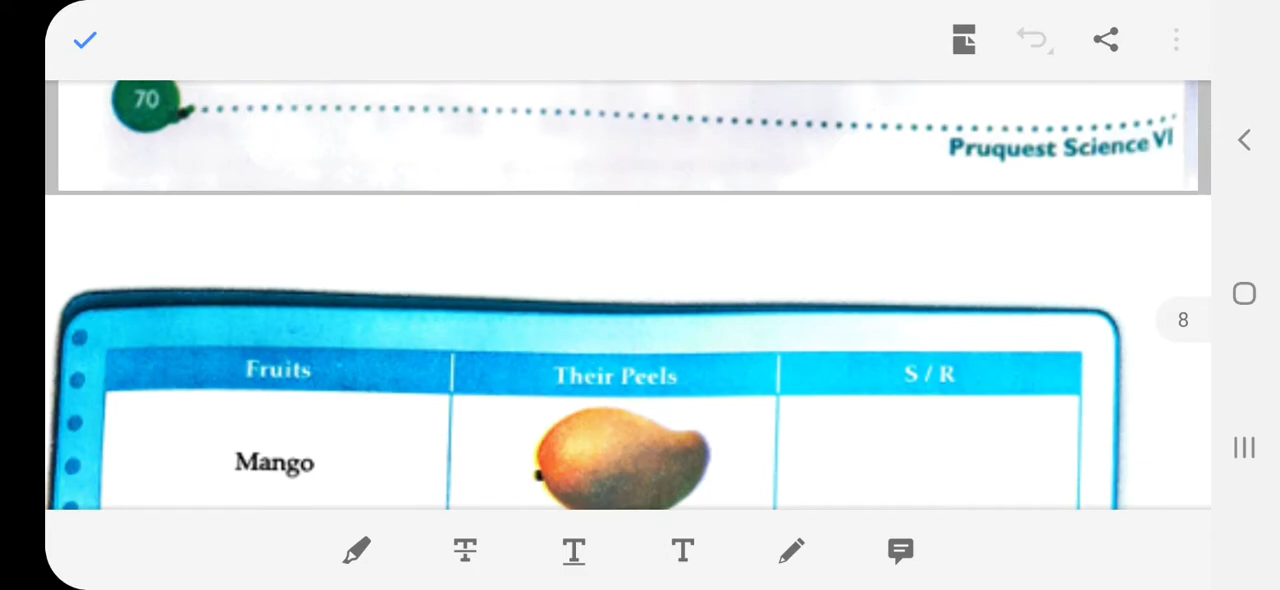 70
Pruquest Science VI
8
Fruits
Their Peels
S / R
Mango